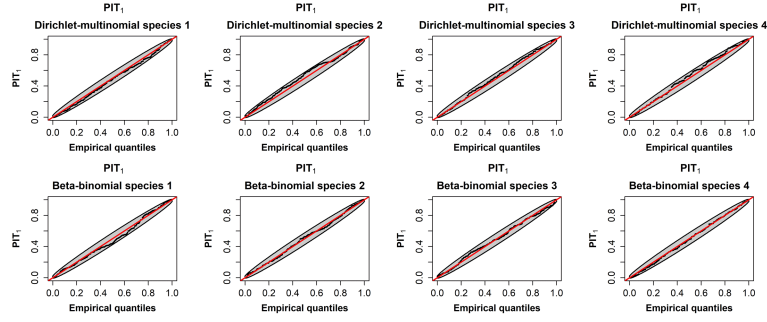 PIT1 PIT1 PIT1 PIT1
Dirichlet-multinomial species 1 Dirichlet-multinomial species 2 Dirichlet-multinomial species 3 Dirichlet-multinomial species 4
PIT1 PIT1 PIT1 PIT1
0.0 0.4 0.8 0.0 0.4 0.8 0.0 0.4 0.8 0.0 0.4 0.8
0.0 0.2 0.4 0.6 0.8 1.0 0.0 0.2 0.4 0.6 0.8 1.0 0.0 0.2 0.4 0.6 0.8 1.0 0.0 0.2 0.4 0.6 0.8 1.0
Empirical quantiles Empirical quantiles Empirical quantiles Empirical quantiles
PIT1 PIT1 PIT1 PIT1
Beta-binomial species 1 Beta-binomial species 2 Beta-binomial species 3 Beta-binomial species 4
PIT1 PIT1 PIT1 PIT1
0.0 0.4 0.8 0.0 0.4 0.8 0.0 0.4 0.8 0.0 0.4 0.8
0.0 0.2 0.4 0.6 0.8 1.0 0.0 0.2 0.4 0.6 0.8 1.0 0.0 0.2 0.4 0.6 0.8 1.0 0.0 0.2 0.4 0.6 0.8 1.0
Empirical quantiles Empirical quantiles Empirical quantiles Empirical quantiles